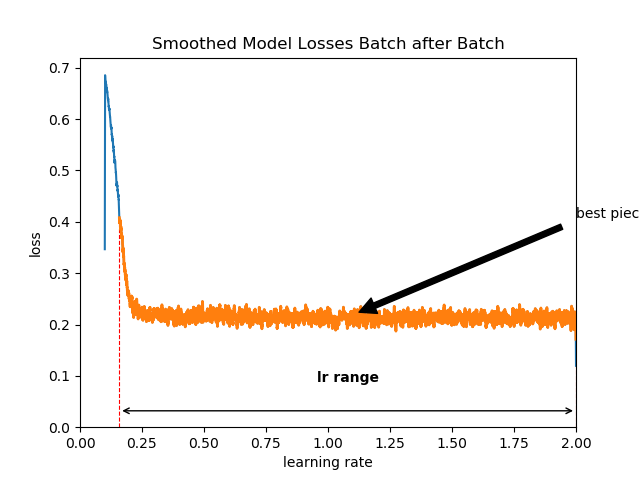 Smoothed Model Losses Batch after Batch
0.7
0.6
0.5
0.4
0.3
0.2
0.1
0.0
loss
best piec
lr range
0.00 0.25 0.50 0.75 1.00 1.25 1.50 1.75 2.00
learning rate